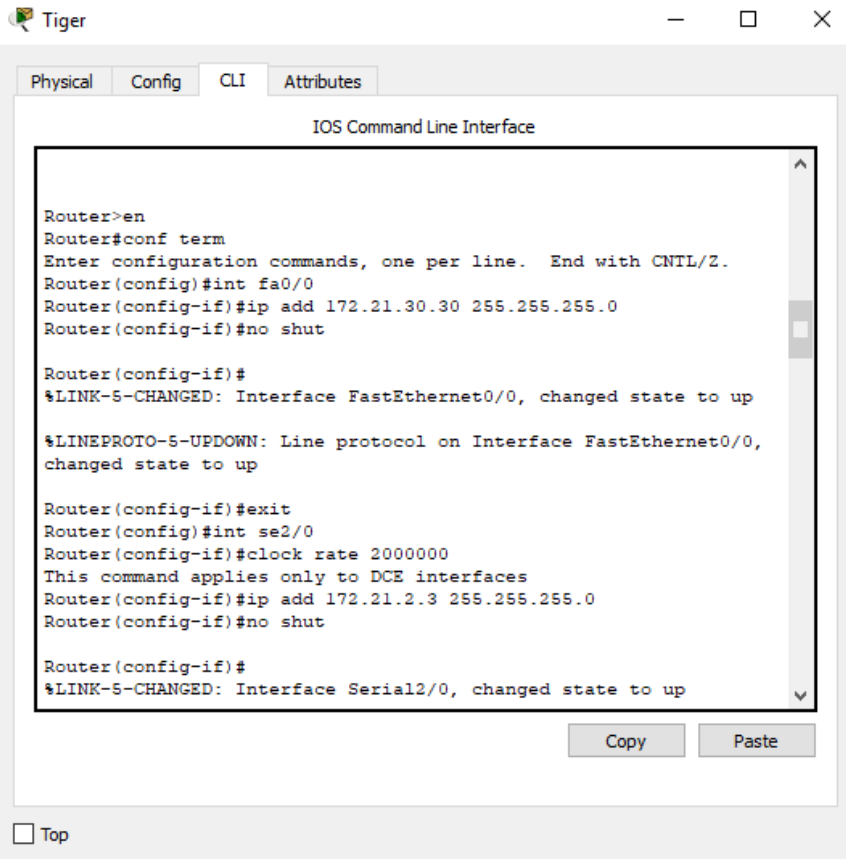 Tiger
Physical Config CLI Attributes
IOS Command Line Interface
Router>en
Router#conf term
Enter configuration commands, one per line.  End with CNTL/Z.
Router(config)#int fa0/0
Router(config-if)#ip add 172.21.30.30 255.255.255.0
Router(config-if)#no shut
Router(config-if)#
%LINK-5-CHANGED: Interface FastEthernet0/0, changed state to up
%LINEPROTO-5-UPDOWN: Line protocol on Interface FastEthernet0/0,
changed state to up
Router(config-if)#exit
Router(config)#int se2/0
Router(config-if)#clock rate 2000000
This command applies only to DCE interfaces
Router(config-if)#ip add 172.21.2.3 255.255.255.0
Router(config-if)#no shut
Router(config-if)#
%LINK-5-CHANGED: Interface Serial2/0, changed state to up
Copy Paste
Top